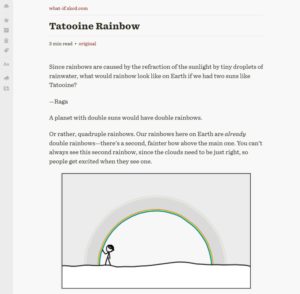 what-if.xkcd.com
Tatooine Rainbow
3 min read • original
Since rainbows are caused by the refraction of the sunlight by tiny droplets of
rainwater, what would rainbow look like on Earth if we had two suns like
Tatooine?
—Raga
A planet with double suns would have double rainbows.
Or rather, quadruple rainbows. Our rainbows here on Earth are already
double rainbows—there's a second, fainter bow above the main one. You can't
always see this second rainbow, since the clouds need to be just right, so
people get excited when they see one.
Aa